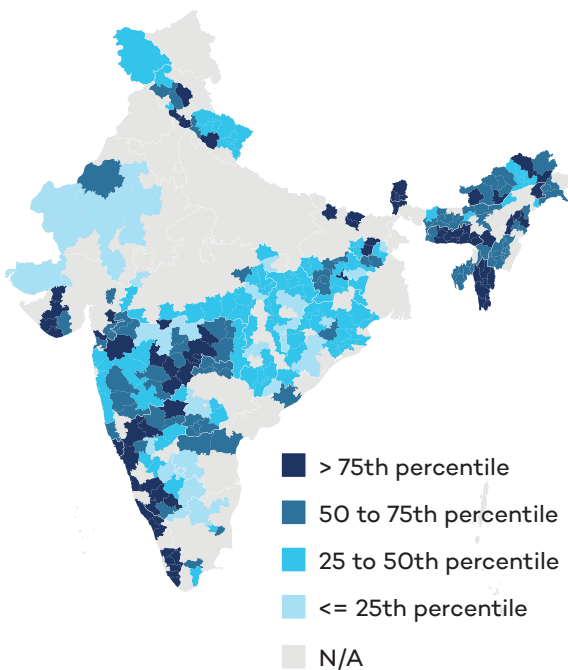 > 75th percentile
50 to 75th percentile
25 to 50th percentile
<= 25th percentile
N/A